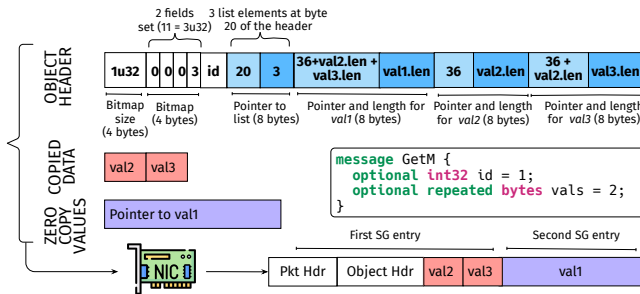 2 fields
set (11 = 3u32)
3 list elements at byte
20 of the header
OBJECT
HEADER
1u32
0 0 0 3
id
20
3
36+val2.len +
val3.len
val1.len
36
val2.len
36 +
val2.len
val3.len
Bitmap
size
(4 bytes)
Bitmap
(4 bytes)
Pointer to
list (8 bytes)
Pointer and length for
val1 (8 bytes)
Pointer and length
for val2 (8 bytes)
Pointer and length
for val3 (8 bytes)
COPIED
DATA
val2
val3
ZERO
COPY
VALUES
Pointer to val1
message GetM {
optional int32 id = 1;
optional repeated bytes vals = 2;
}
NIC
First SG entry
Second SG entry
Pkt Hdr
Object Hdr
val2
val3
val1